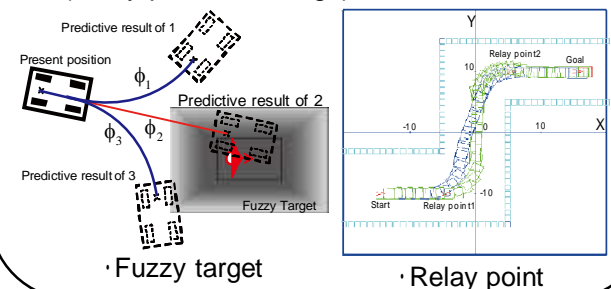 Predictive result of 1
Present position
ϕ1
Predictive result of 2
ϕ2
ϕ3
Predictive result of 3
Fuzzy Target
·Fuzzy target
Y
Relay point2
Goal
10
X
-10
0
10
-10
Start
Relay point1
·Relay point